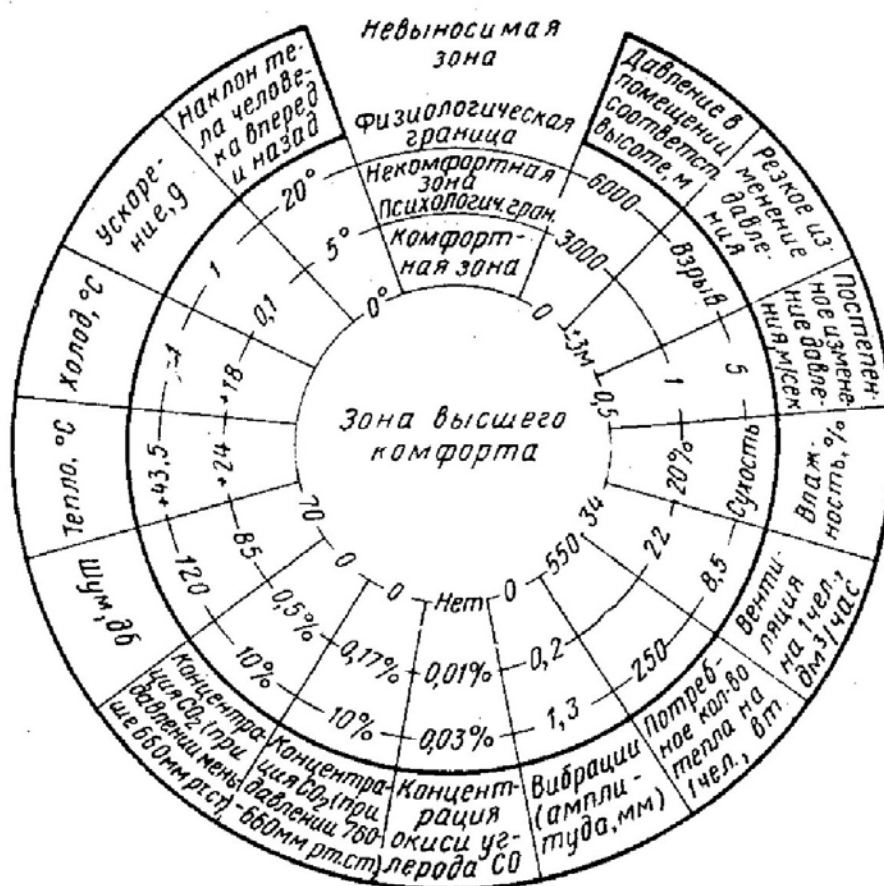 Невыносимая
зона
Физиологическая
граница
Некомфортная
зона
Психологич. гран.
Комфорт-
ная зона
Зона высшего
комфорта
Давление в
помещении
соответст.
высоте, м
6000
3000
0
Резкое из-
менение
давле-
ния
Взрыв
±3м
Постепен-
ное измене-
ние давле-
ния, м/сек
5
1
0,5
Влаж-
ность, %
Сухость
20%
Венти-
ляция
на 1 чел.,
дм³/час
8,5
22
34
Потреб-
ное кол-во
тепла на
1 чел., вт
250
550,
Вибрации
(ампли-
туда, мм)
1,3
0,2
0
Концент-
рация
окиси уг-
лерода СО
0,03%
0,01%
Нет
Концентра-
ция СО₂ (при
давлении 760-
-660мм рт.ст)
10%
0,17%
0
Концентра-
ция СО₂ (при
давлении мень-
ше 660мм рт.ст)
10%
0,5%
0
Шум, дб
120
85
70
Тепло, °С
+43,5
+24
Холод, °С
-1
+18
Ускоре-
ние, g
1
0,1
Наклон те-
ла челове-
ка вперед
и назад
20°
5°
0°